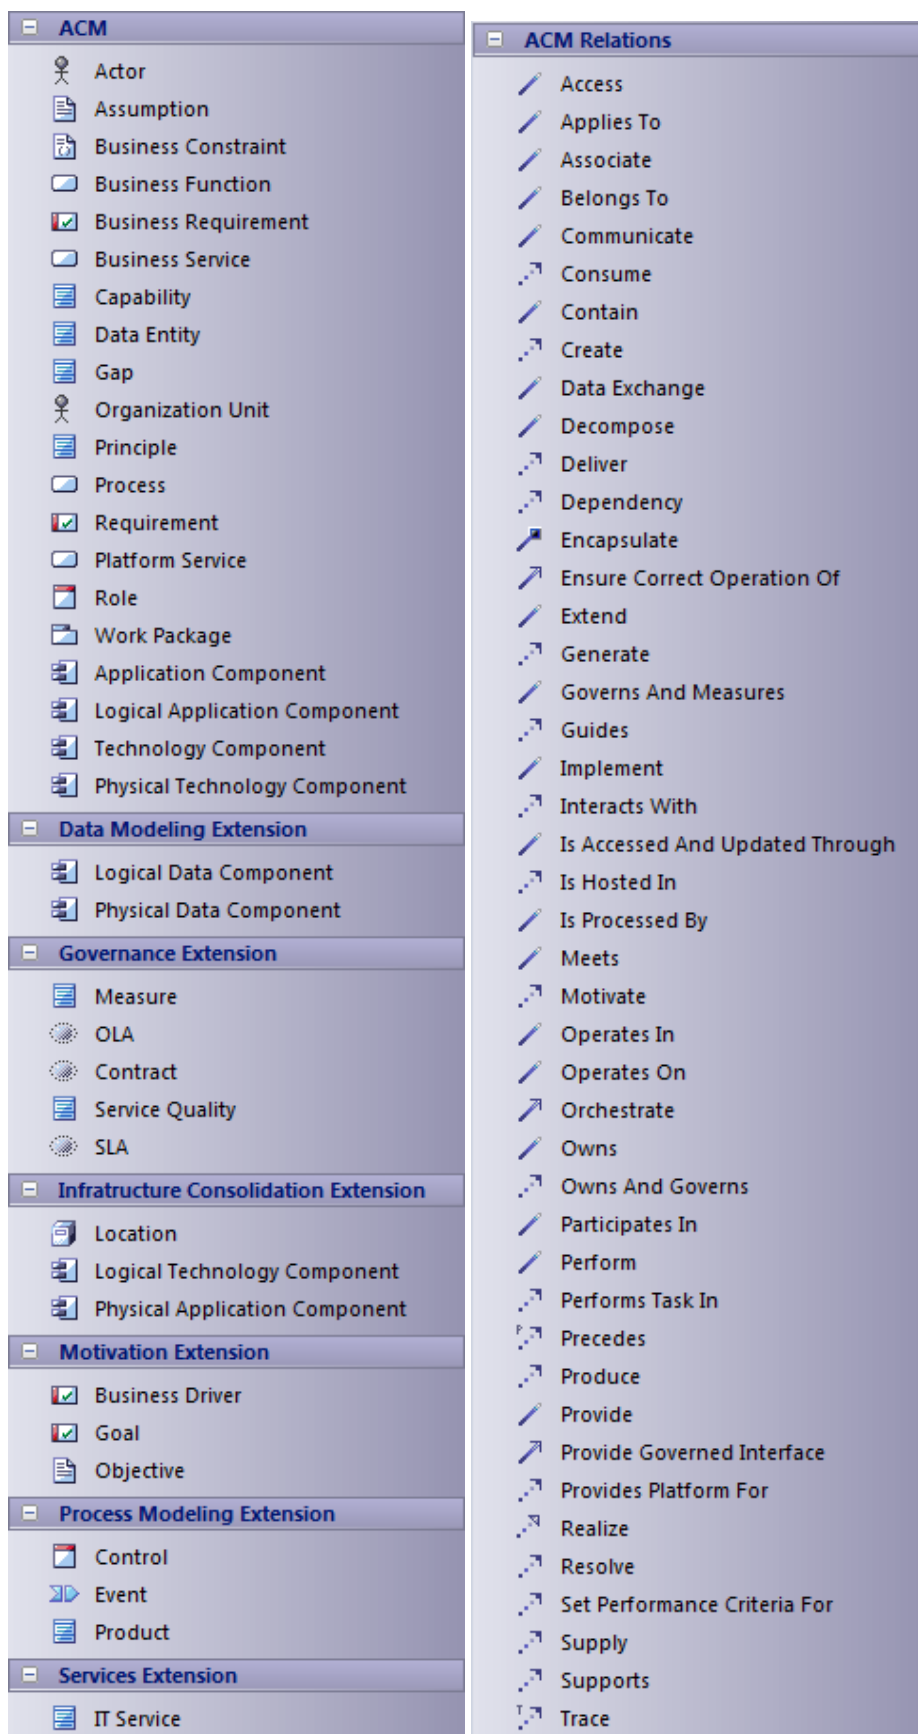 ACM
Actor
Assumption
Business Constraint
Business Function
Business Requirement
Business Service
Capability
Data Entity
Gap
Organization Unit
Principle
Process
Requirement
Platform Service
Role
Work Package
Application Component
Logical Application Component
Technology Component
Physical Technology Component
Data Modeling Extension
Logical Data Component
Physical Data Component
Governance Extension
Measure
OLA
Contract
Service Quality
SLA
Infratructure Consolidation Extension
Location
Logical Technology Component
Physical Application Component
Motivation Extension
Business Driver
Goal
Objective
Process Modeling Extension
Control
Event
Product
Services Extension
IT Service
ACM Relations
Access
Applies To
Associate
Belongs To
Communicate
Consume
Contain
Create
Data Exchange
Decompose
Deliver
Dependency
Encapsulate
Ensure Correct Operation Of
Extend
Generate
Governs And Measures
Guides
Implement
Interacts With
Is Accessed And Updated Through
Is Hosted In
Is Processed By
Meets
Motivate
Operates In
Operates On
Orchestrate
Owns
Owns And Governs
Participates In
Perform
Performs Task In
Precedes
Produce
Provide
Provide Governed Interface
Provides Platform For
Realize
Resolve
Set Performance Criteria For
Supply
Supports
Trace